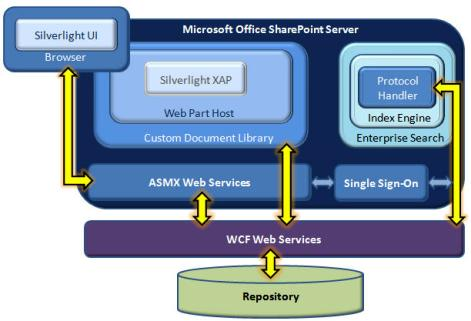 Microsoft Office SharePoint Server
Silverlight UI
Browser
Silverlight XAP
Web Part Host
Custom Document Library
Protocol
Handler
Index Engine
Enterprise Search
ASMX Web Services
Single Sign-On
WCF Web Services
Repository